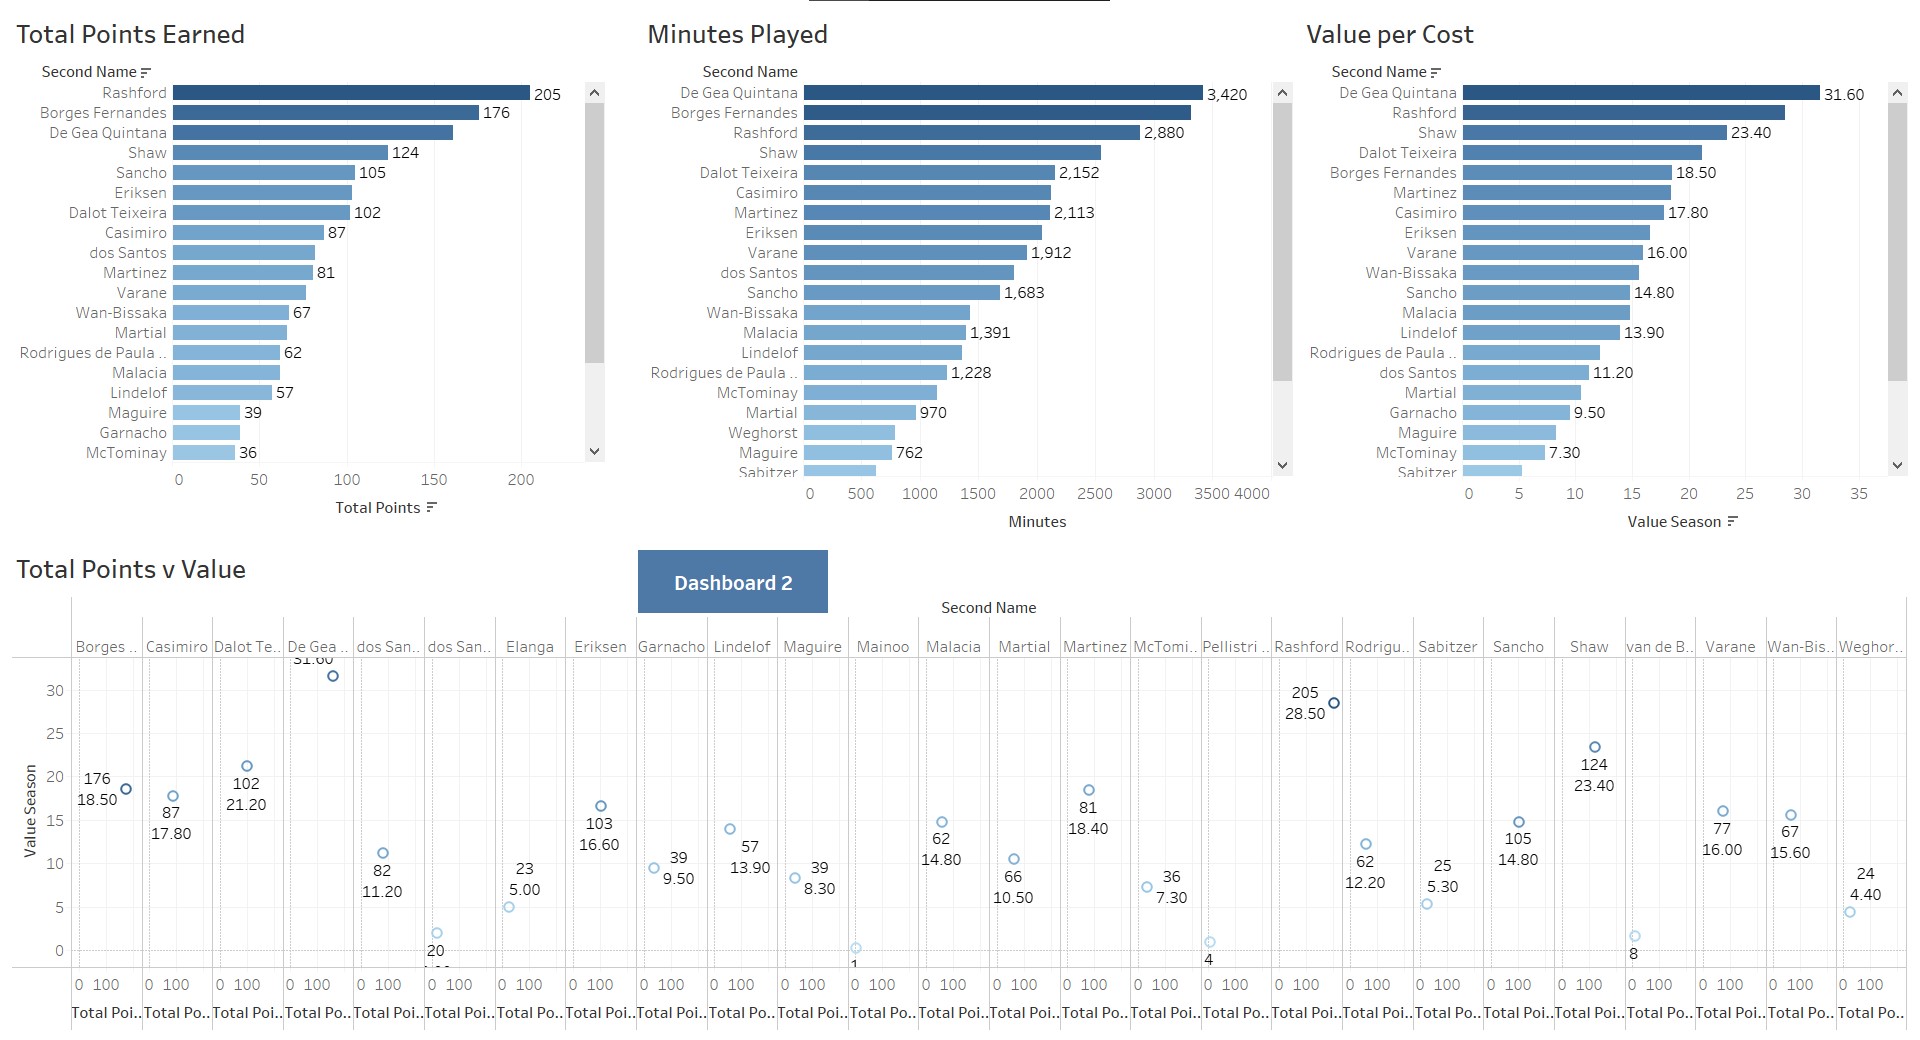 Total Points Earned
Second Name
Rashford 205
Borges Fernandes 176
De Gea Quintana
Shaw 124
Sancho 105
Eriksen
Dalot Teixeira 102
Casimiro 87
dos Santos
Martinez 81
Varane
Wan-Bissaka 67
Martial
Rodrigues de Paula .. 62
Malacia
Lindelof 57
Maguire 39
Garnacho
McTominay 36
0 50 100 150 200
Total Points
Minutes Played
Second Name
De Gea Quintana 3,420
Borges Fernandes
Rashford 2,880
Shaw
Dalot Teixeira 2,152
Casimiro
Martinez 2,113
Eriksen
Varane 1,912
dos Santos
Sancho 1,683
Wan-Bissaka
Malacia 1,391
Lindelof
Rodrigues de Paula .. 1,228
McTominay
Martial 970
Weghorst
Maguire 762
Sabitzer
0 500 1000 1500 2000 2500 3000 3500 4000
Minutes
Value per Cost
Second Name
De Gea Quintana 31.60
Rashford
Shaw 23.40
Dalot Teixeira
Borges Fernandes 18.50
Martinez
Casimiro 17.80
Eriksen
Varane 16.00
Wan-Bissaka
Sancho 14.80
Malacia
Lindelof 13.90
Rodrigues de Paula ..
dos Santos 11.20
Martial
Garnacho 9.50
Maguire
McTominay 7.30
Sabitzer
0 5 10 15 20 25 30 35
Value Season
Total Points v Value
Dashboard 2
Second Name
Borges .. Casimiro Dalot Te.. De Gea .. dos San.. dos San.. Elanga Eriksen Garnacho Lindelof Maguire Mainoo Malacia Martial Martinez McTomi.. Pellistri .. Rashford Rodrigu.. Sabitzer Sancho Shaw van de B.. Varane Wan-Bis.. Weghor..
Value Season
30
25
20
15
10
5
0
176
18.50
87
17.80
102
21.20
31.60
82
11.20
20
23
5.00
103
16.60
39
9.50
57
13.90
39
8.30
1
62
14.80
66
10.50
81
18.40
36
7.30
4
205
28.50
62
12.20
25
5.30
105
14.80
124
23.40
8
77
16.00
67
15.60
24
4.40
0 100 0 100 0 100 0 100 0 100 0 100 0 100 0 100 0 100 0 100 0 100 0 100 0 100 0 100 0 100 0 100 0 100 0 100 0 100 0 100 0 100 0 100 0 100 0 100 0 100 0 100
Total Poi.. Total Po.. Total Poi.. Total Po.. Total Poi.. Total Poi.. Total Po.. Total Poi.. Total Po.. Total Poi.. Total Po.. Total Poi.. Total Poi.. Total Po.. Total Poi.. Total Po.. Total Poi.. Total Po.. Total Poi.. Total Poi.. Total Po.. Total Poi.. Total Po.. Total Poi.. Total Po.. Total Po..